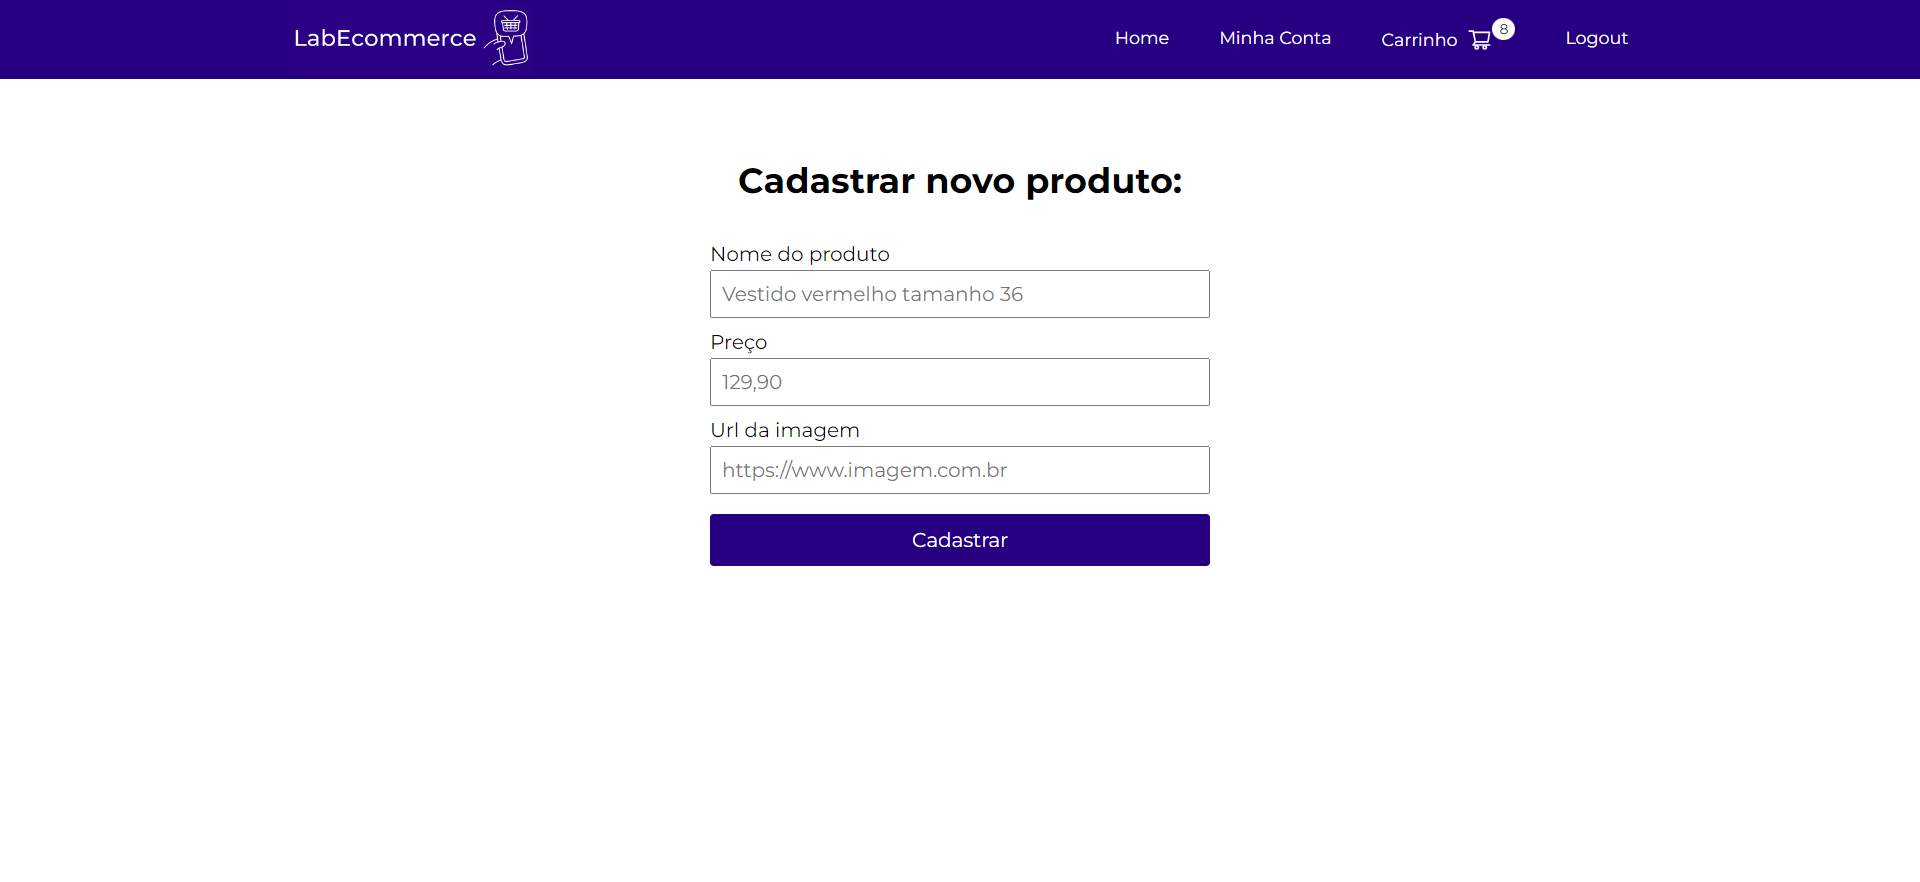 LabEcommerce
Home
Minha Conta
Carrinho
8
Logout
Cadastrar novo produto:
Nome do produto
Vestido vermelho tamanho 36
Preço
129,90
Url da imagem
https://www.imagem.com.br
Cadastrar